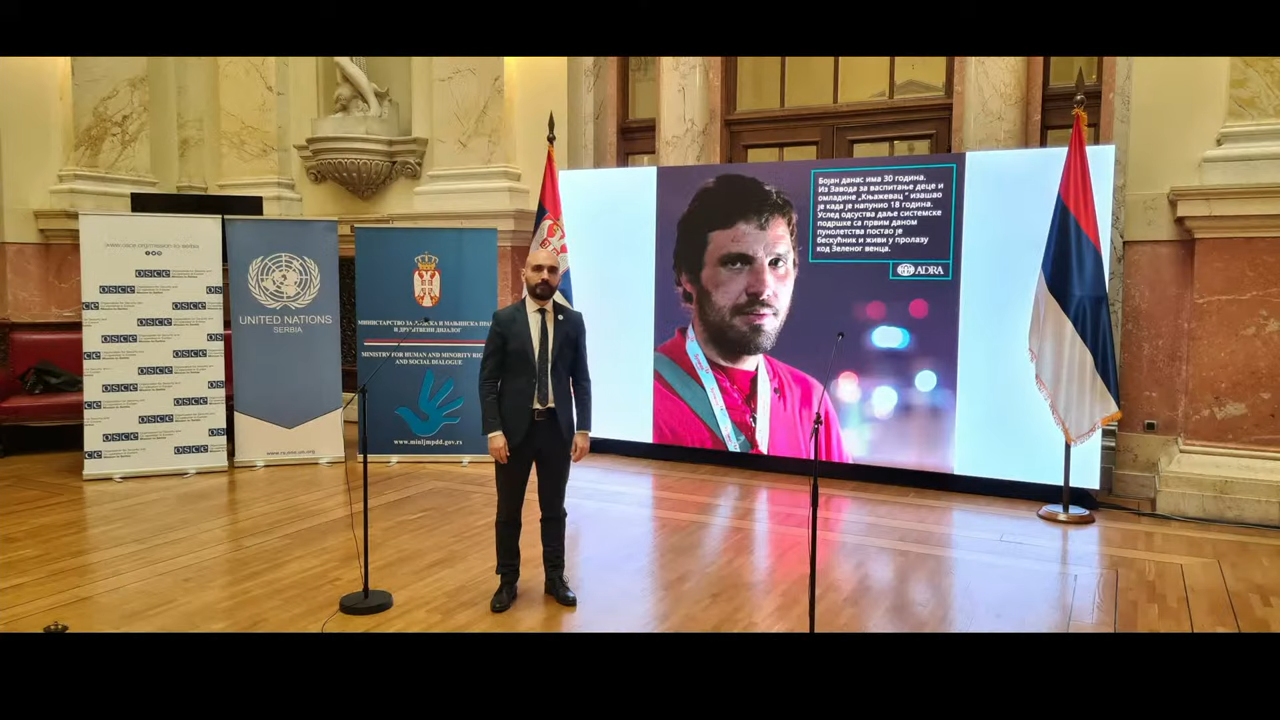 www.osce.org/mission-to-serbia
osce
UNITED NATIONS
SERBIA
МИНИСТАРСТВО ЗА ЉУДСКА И МАЊИНСКА ПРА
И ДРУШТВЕНИ ДИЈАЛОГ
MINISTRY FOR HUMAN AND MINORITY RIG
AND SOCIAL DIALOGUE
www.minljmpdd.gov.rs
Бојан данас има 30 година.
Из Завода за васпитање деце и
омладине „Књажевац“ изашао
је када је напунио 18 година.
Услед одсуства даље системске
подршке са првим даном
пунолетства постао је
бескућник и живи у пролазу
код Зеленог венца.
ADRA